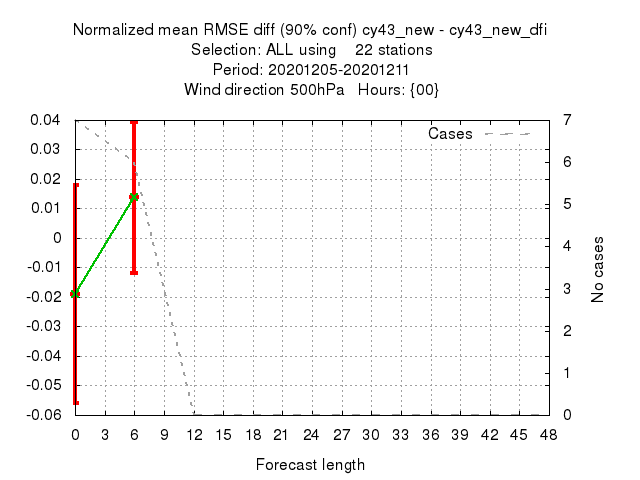 Normalized mean RMSE diff (90% conf) cy43_new - cy43_new_dfi
Selection: ALL using    22 stations
Period: 20201205-20201211
Wind direction 500hPa   Hours: {00}
Cases
0.04
0.03
0.02
0.01
0
-0.01
-0.02
-0.03
-0.04
-0.05
-0.06
7
6
5
4
3
2
1
0
No cases
0 3 6 9 12 15 18 21 24 27 30 33 36 39 42 45 48
Forecast length